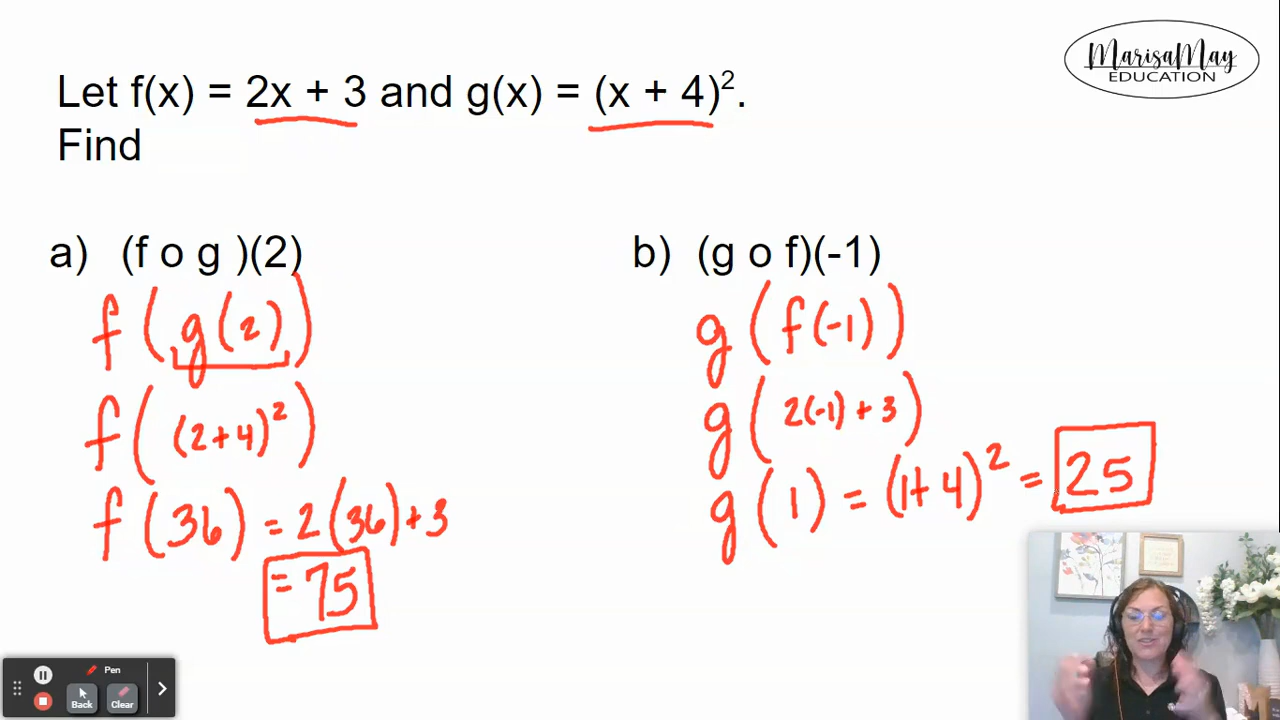 MarisaMay
EDUCATION
Let f(x) = 2x + 3 and g(x) = (x + 4)².
Find
a) (f o g )(2)
f(g(2))
f((2+4)²)
f(36) = 2(36)+3
= 75
b) (g o f)(-1)
g(f(-1))
g(2(-1)+3)
g(1) = (1+4)² = 25
Pen
Back
Clear